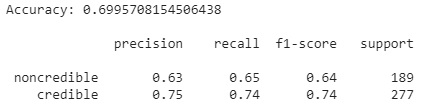 Accuracy: 0.6995708154506438
precision recall f1-score support
noncredible 0.63 0.65 0.64 189
credible 0.75 0.74 0.74 277